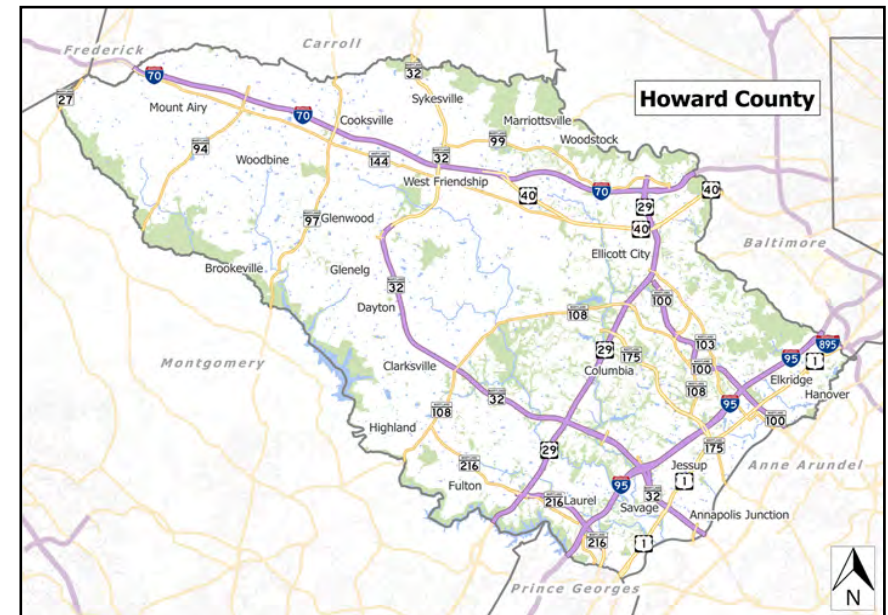 Frederick
Carroll
Howard County
70
32
27
Mount Airy
Sykesville
70
Cooksville
Marriottsville
94
99
Woodstock
Woodbine
144
32
West Friendship
70
40
40
29
97
Glenwood
40
Baltimore
Ellicott City
Brookeville
Glenelg
32
100
Dayton
108
895
103
29
175
95
1
Montgomery
Clarksville
100
Columbia
Elkridge
32
108
Hanover
95
108
100
Highland
29
175
216
Jessup
Anne Arundel
Fulton
95
1
32
216
Laurel
Savage
Annapolis Junction
216
1
Prince Georges
N